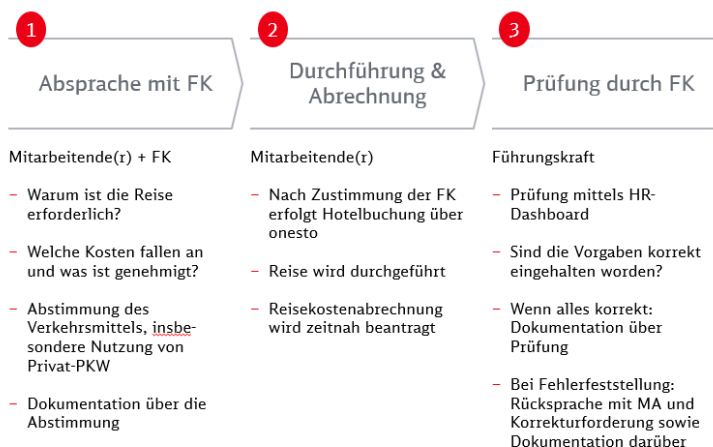 1
Absprache mit FK
Mitarbeitende(r) + FK
– Warum ist die Reise
erforderlich?
– Welche Kosten fallen an
und was ist genehmigt?
– Abstimmung des
Verkehrsmittels, insbe-
sondere Nutzung von
Privat-PKW
– Dokumentation über die
Abstimmung
2
Durchführung &
Abrechnung
Mitarbeitende(r)
– Nach Zustimmung der FK
erfolgt Hotelbuchung über
onesto
– Reise wird durchgeführt
– Reisekostenabrechnung
wird zeitnah beantragt
3
Prüfung durch FK
Führungskraft
– Prüfung mittels HR-
Dashboard
– Sind die Vorgaben korrekt
eingehalten worden?
– Wenn alles korrekt:
Dokumentation über
Prüfung
– Bei Fehlerfeststellung:
Rücksprache mit MA und
Korrekturforderung sowie
Dokumentation darüber